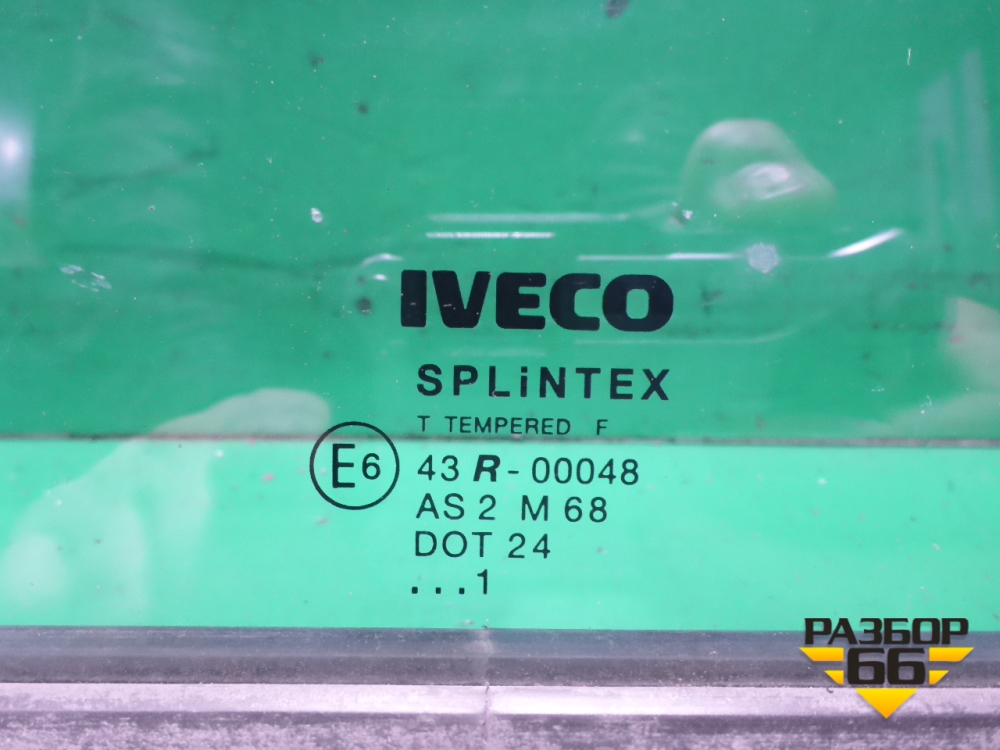 IVECO
SPLiNTEX
T TEMPERED F
E6
43 R-00048
AS 2 M 68
DOT 24
...1
РАЗБОР
66